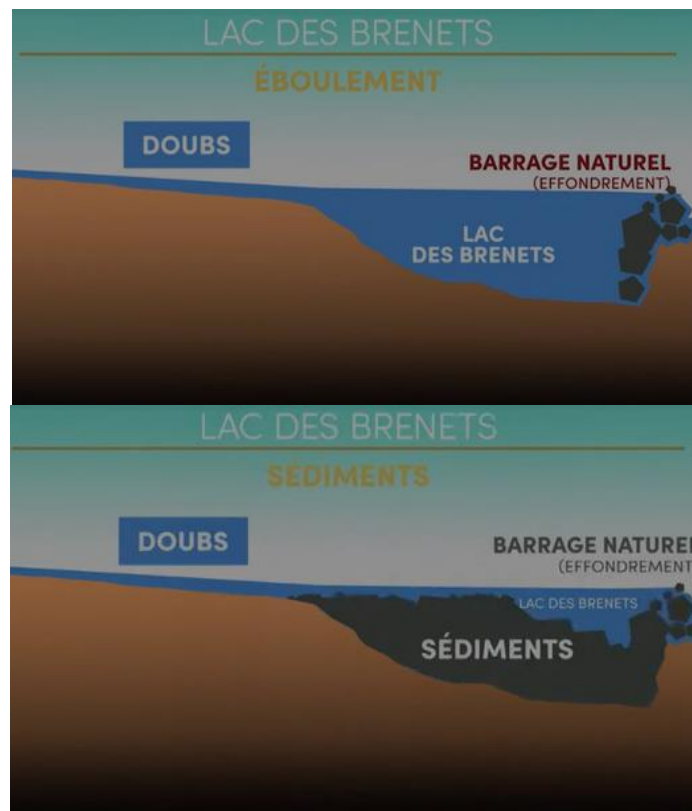 LAC DES BRENETS
ÉBOULEMENT
DOUBS
BARRAGE NATUREL
(EFFONDREMENT)
LAC
DES BRENETS
LAC DES BRENETS
SÉDIMENTS
DOUBS
BARRAGE NATUREL
(EFFONDREMENT
LAC DES BRENETS
SÉDIMENTS